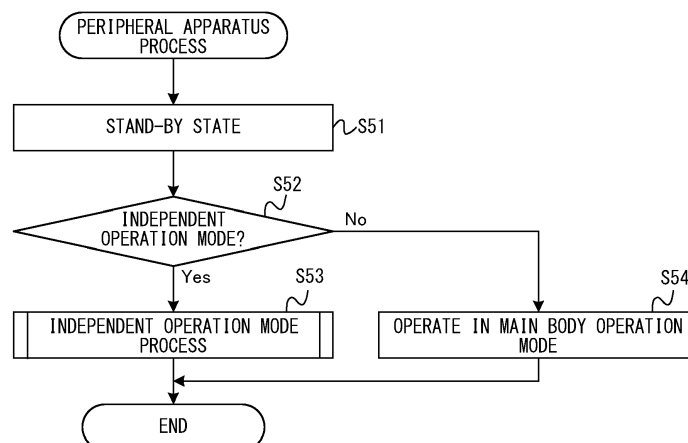 PERIPHERAL APPARATUS
PROCESS
STAND-BY STATE
S51
S52
INDEPENDENT
OPERATION MODE?
No
Yes
S53
INDEPENDENT OPERATION MODE
PROCESS
S54
OPERATE IN MAIN BODY OPERATION
MODE
END